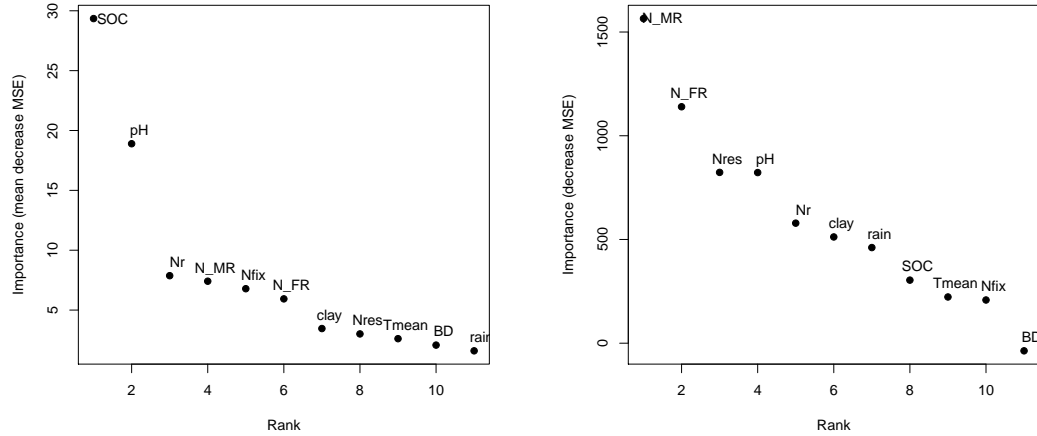 Importance (mean decrease MSE)
30
25
20
15
10
5
SOC
pH
Nr
N_MR
Nfix
N_FR
clay
Nres
Tmean
BD
rain
2
4
6
8
10
Rank
Importance (decrease MSE)
1500
1000
500
0
N_MR
N_FR
Nres
pH
Nr
clay
rain
SOC
Tmean
Nfix
BD
2
4
6
8
10
Rank